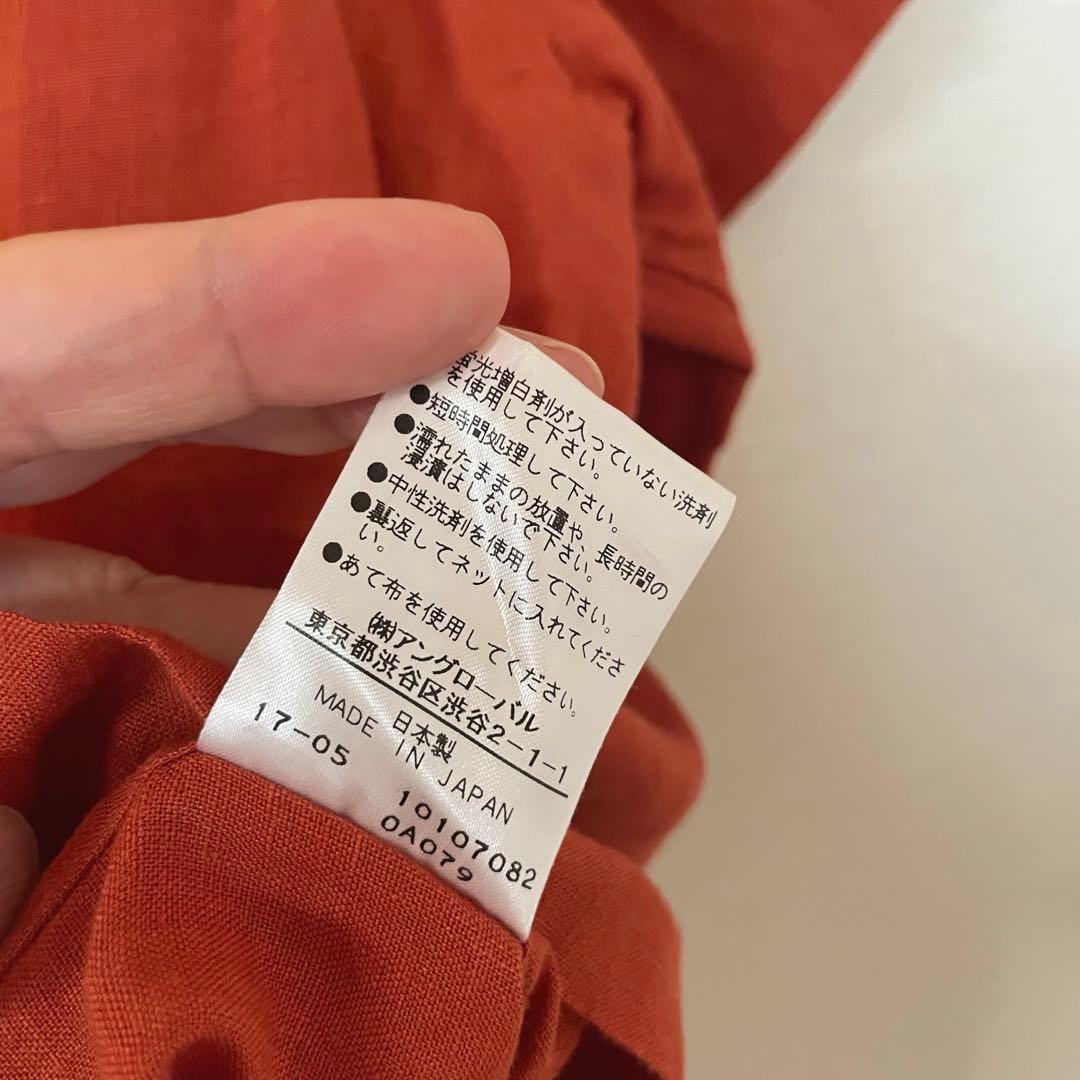 蛍光増白剤が入っていない洗剤
を使用して下さい。
●短時間処理して下さい。
●濡れたままの放置や、長時間の
浸漬はしないで下さい。
●中性洗剤を使用して下さい。
●裏返してネットに入れてくださ
い。
●あて布を使用してください。
㈱アングローバル
東京都渋谷区渋谷2-1-1
日本製
MADE IN JAPAN
17-05
10107082
0A079